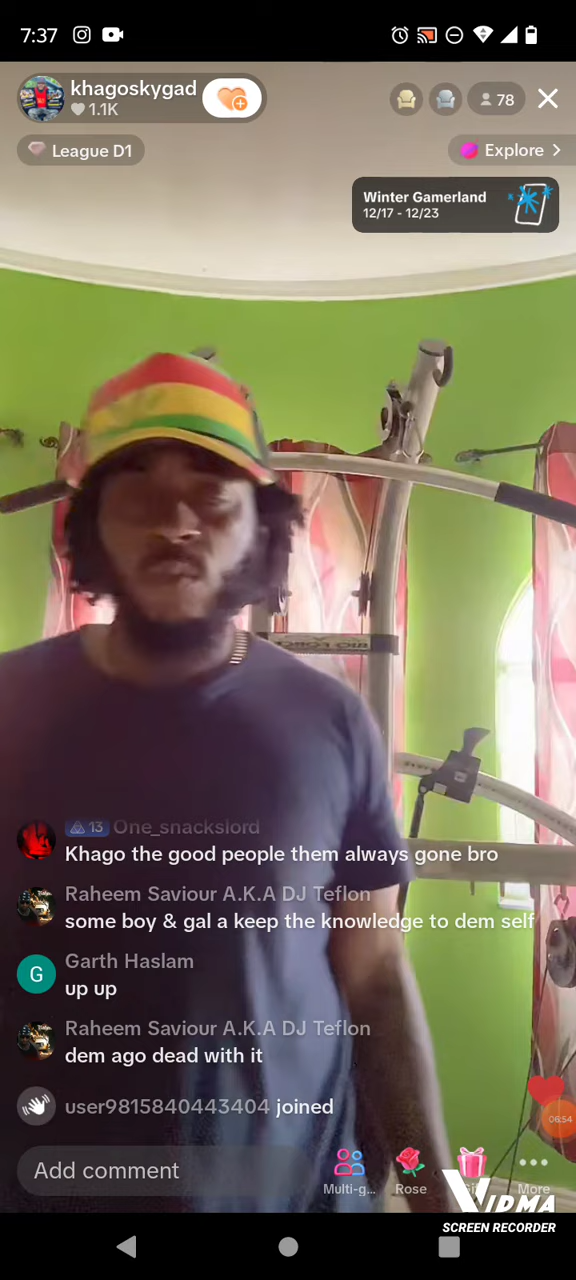 7:37
khagoskygad
1.1K
78
League D1
Explore
Winter Gamerland
12/17 - 12/23
13 One_snackslord
Khago the good people them always gone bro
Raheem Saviour A.K.A DJ Teflon
some boy & gal a keep the knowledge to dem self
G
Garth Haslam
up up
Raheem Saviour A.K.A DJ Teflon
dem ago dead with it
user9815840443404 joined
06:54
Add comment
Multi-g...
Rose
More
VIDMA
SCREEN RECORDER